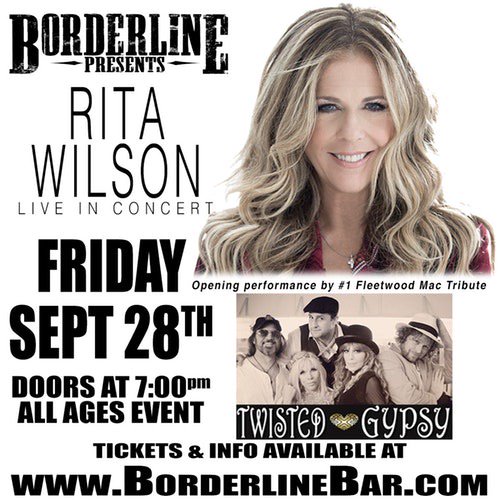 BORDERLINE
PRESENTS
RITA
WILSON
LIVE IN CONCERT
FRIDAY
SEPT 28TH
DOORS AT 7:00pm
ALL AGES EVENT
Opening performance by #1 Fleetwood Mac Tribute
TWISTED GYPSY
TICKETS & INFO AVAILABLE AT
WWW.BORDERLINEBAR.COM